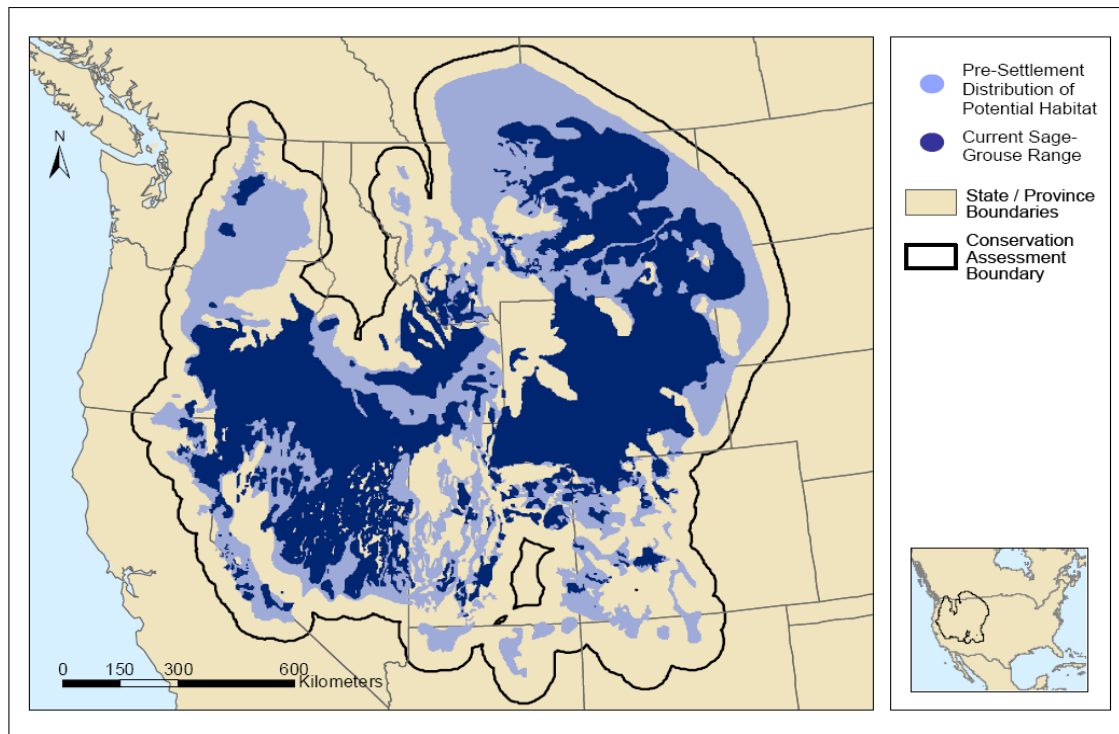 N
0 150 300 600
Kilometers
Pre-Settlement
Distribution of
Potential Habitat
Current Sage-
Grouse Range
State / Province
Boundaries
Conservation
Assessment
Boundary